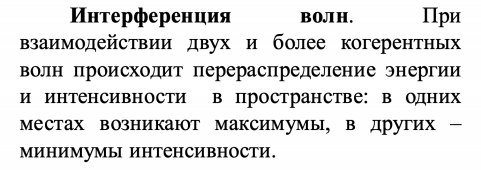 Интерференция волн. При
взаимодействии двух и более когерентных
волн происходит перераспределение энергии
и интенсивности в пространстве: в одних
местах возникают максимумы, в других –
минимумы интенсивности.